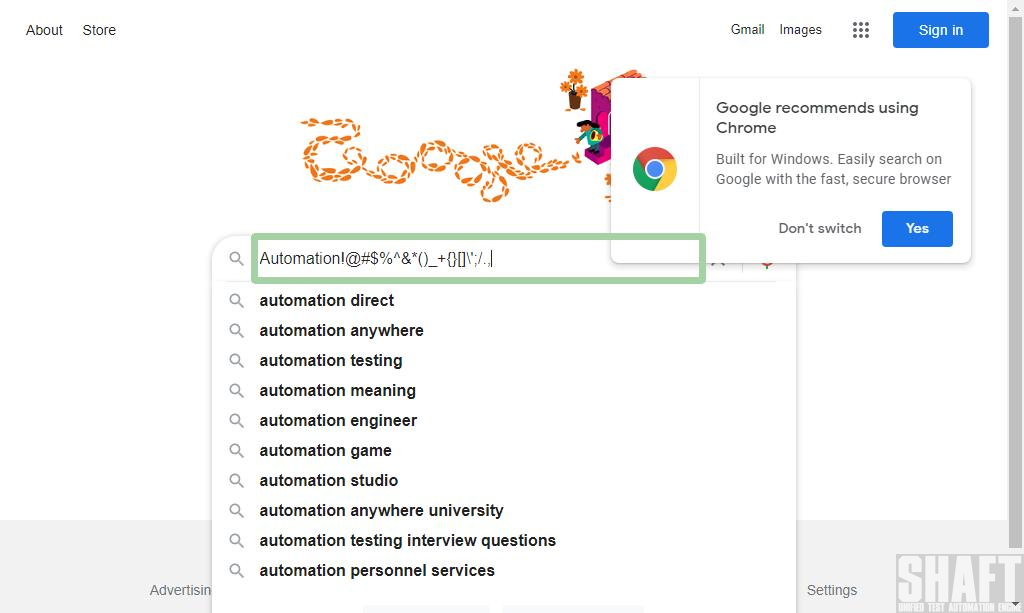 About Store Gmail Images Sign in
Google
Google recommends using
Chrome
Built for Windows. Easily search on
Google with the fast, secure browser
Don't switch Yes
Automation!@#$%^&*()_+{}[]\';/.,
automation direct
automation anywhere
automation testing
automation meaning
automation engineer
automation game
automation studio
automation anywhere university
automation testing interview questions
automation personnel services
Advertisin Settings
SHAFT
UNIFIED TEST AUTOMATION ENGI